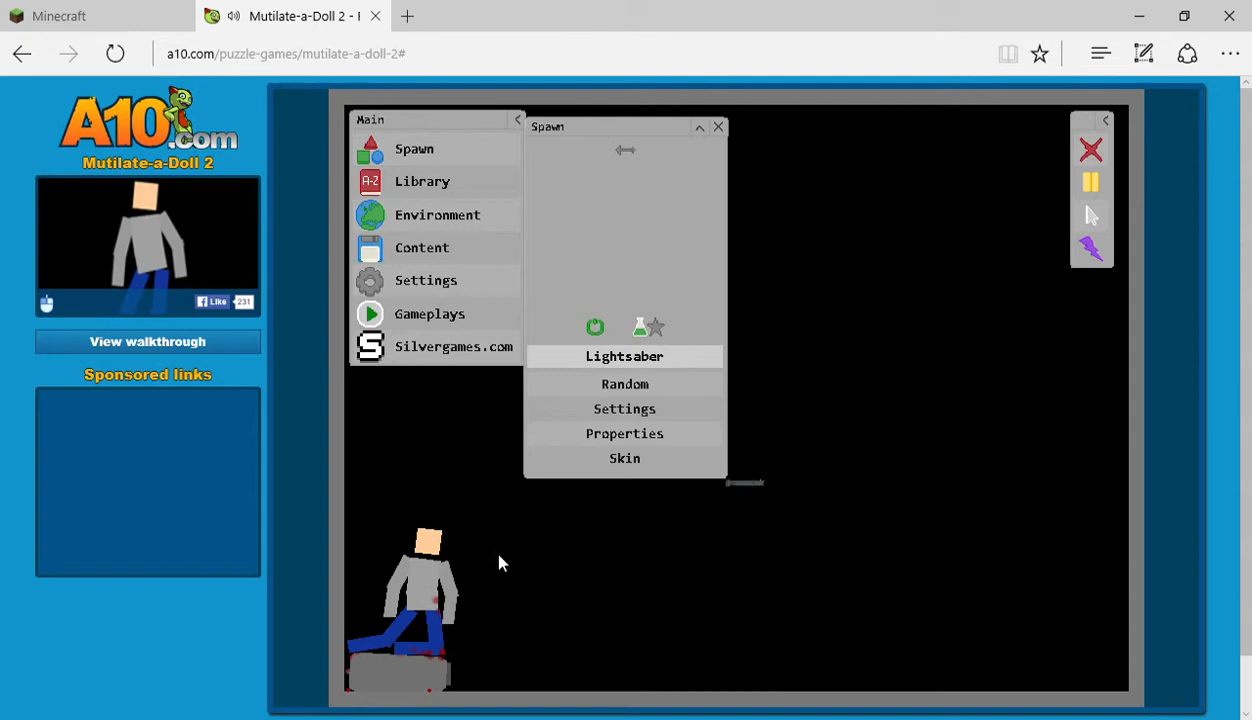 Minecraft
Mutilate-a-Doll 2 - F
a10.com/puzzle-games/mutilate-a-doll-2#
A10.com
Mutilate-a-Doll 2
Like 231
View walkthrough
Sponsored links
Main
Spawn
Library
A-Z
Environment
Content
Settings
Gameplays
S Silvergames.com
Spawn
Lightsaber
Random
Settings
Properties
Skin